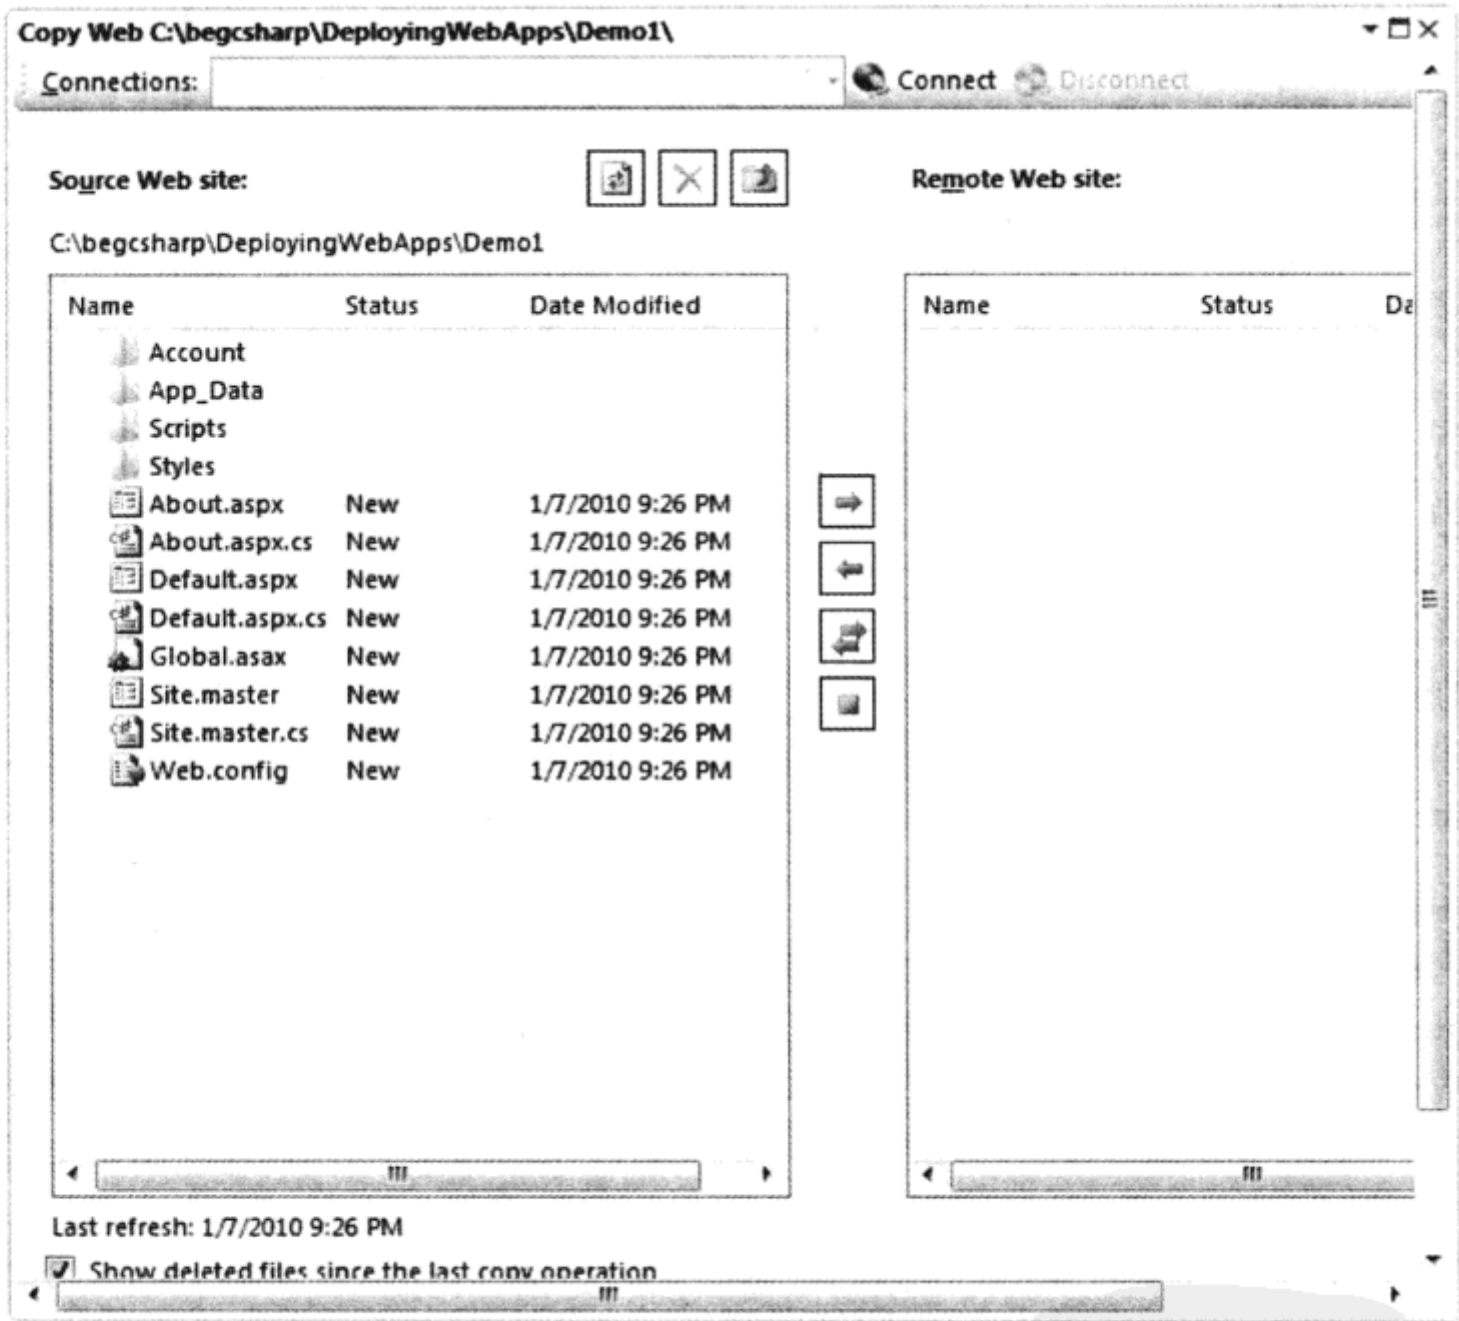 Copy Web C:\begcsharp\DeployingWebApps\Demo1\
Connections: Connect Disconnect
Source Web site: Remote Web site:
C:\begcsharp\DeployingWebApps\Demo1
Name Status Date Modified Name Status Da
Account
App_Data
Scripts
Styles
About.aspx New 1/7/2010 9:26 PM
About.aspx.cs New 1/7/2010 9:26 PM
Default.aspx New 1/7/2010 9:26 PM
Default.aspx.cs New 1/7/2010 9:26 PM
Global.asax New 1/7/2010 9:26 PM
Site.master New 1/7/2010 9:26 PM
Site.master.cs New 1/7/2010 9:26 PM
Web.config New 1/7/2010 9:26 PM
Last refresh: 1/7/2010 9:26 PM
Show deleted files since the last copy operation